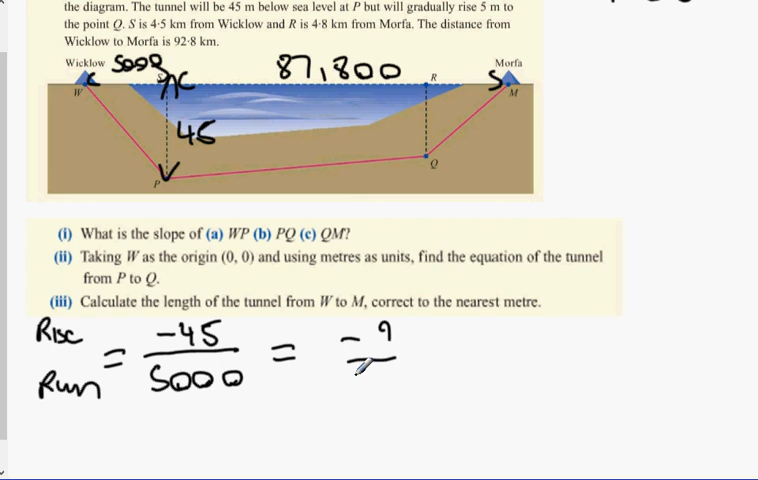 the diagram. The tunnel will be 45 m below sea level at P but will gradually rise 5 m to
the point Q. S is 4·5 km from Wicklow and R is 4·8 km from Morfa. The distance from
Wicklow to Morfa is 92·8 km.
Wicklow 5000 87,800 Morfa
R
W M
45
P Q
(i) What is the slope of (a) WP (b) PQ (c) QM?
(ii) Taking W as the origin (0, 0) and using metres as units, find the equation of the tunnel
from P to Q.
(iii) Calculate the length of the tunnel from W to M, correct to the nearest metre.
Rise
Run
= -45
5000
= -9